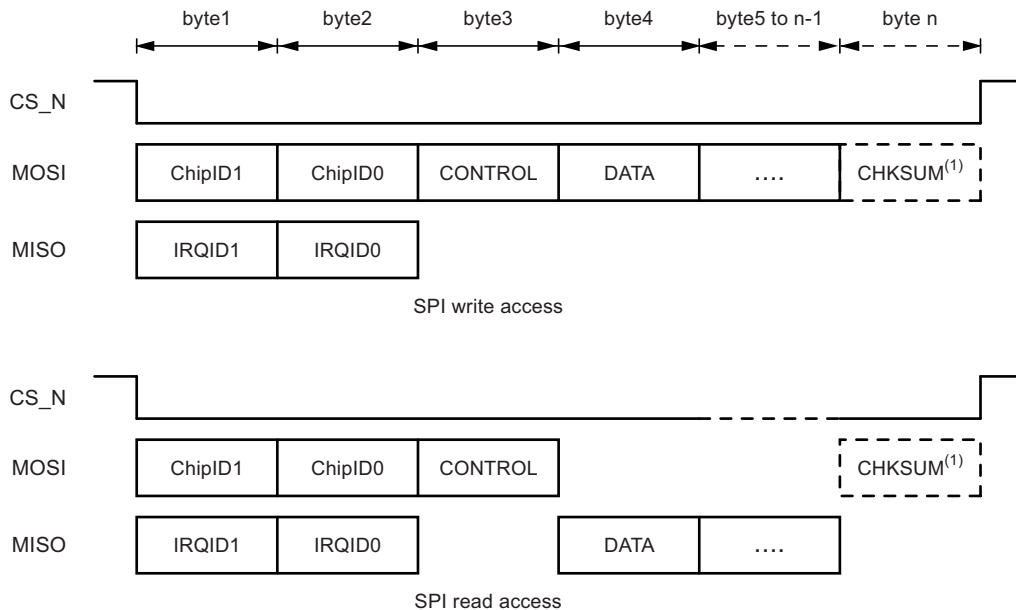 byte1 byte2 byte3 byte4 byte5 to n-1 byte n
CS_N
MOSI ChipID1 ChipID0 CONTROL DATA .... CHKSUM(1)
MISO IRQID1 IRQID0
SPI write access
CS_N
MOSI ChipID1 ChipID0 CONTROL CHKSUM(1)
MISO IRQID1 IRQID0 DATA ....
SPI read access